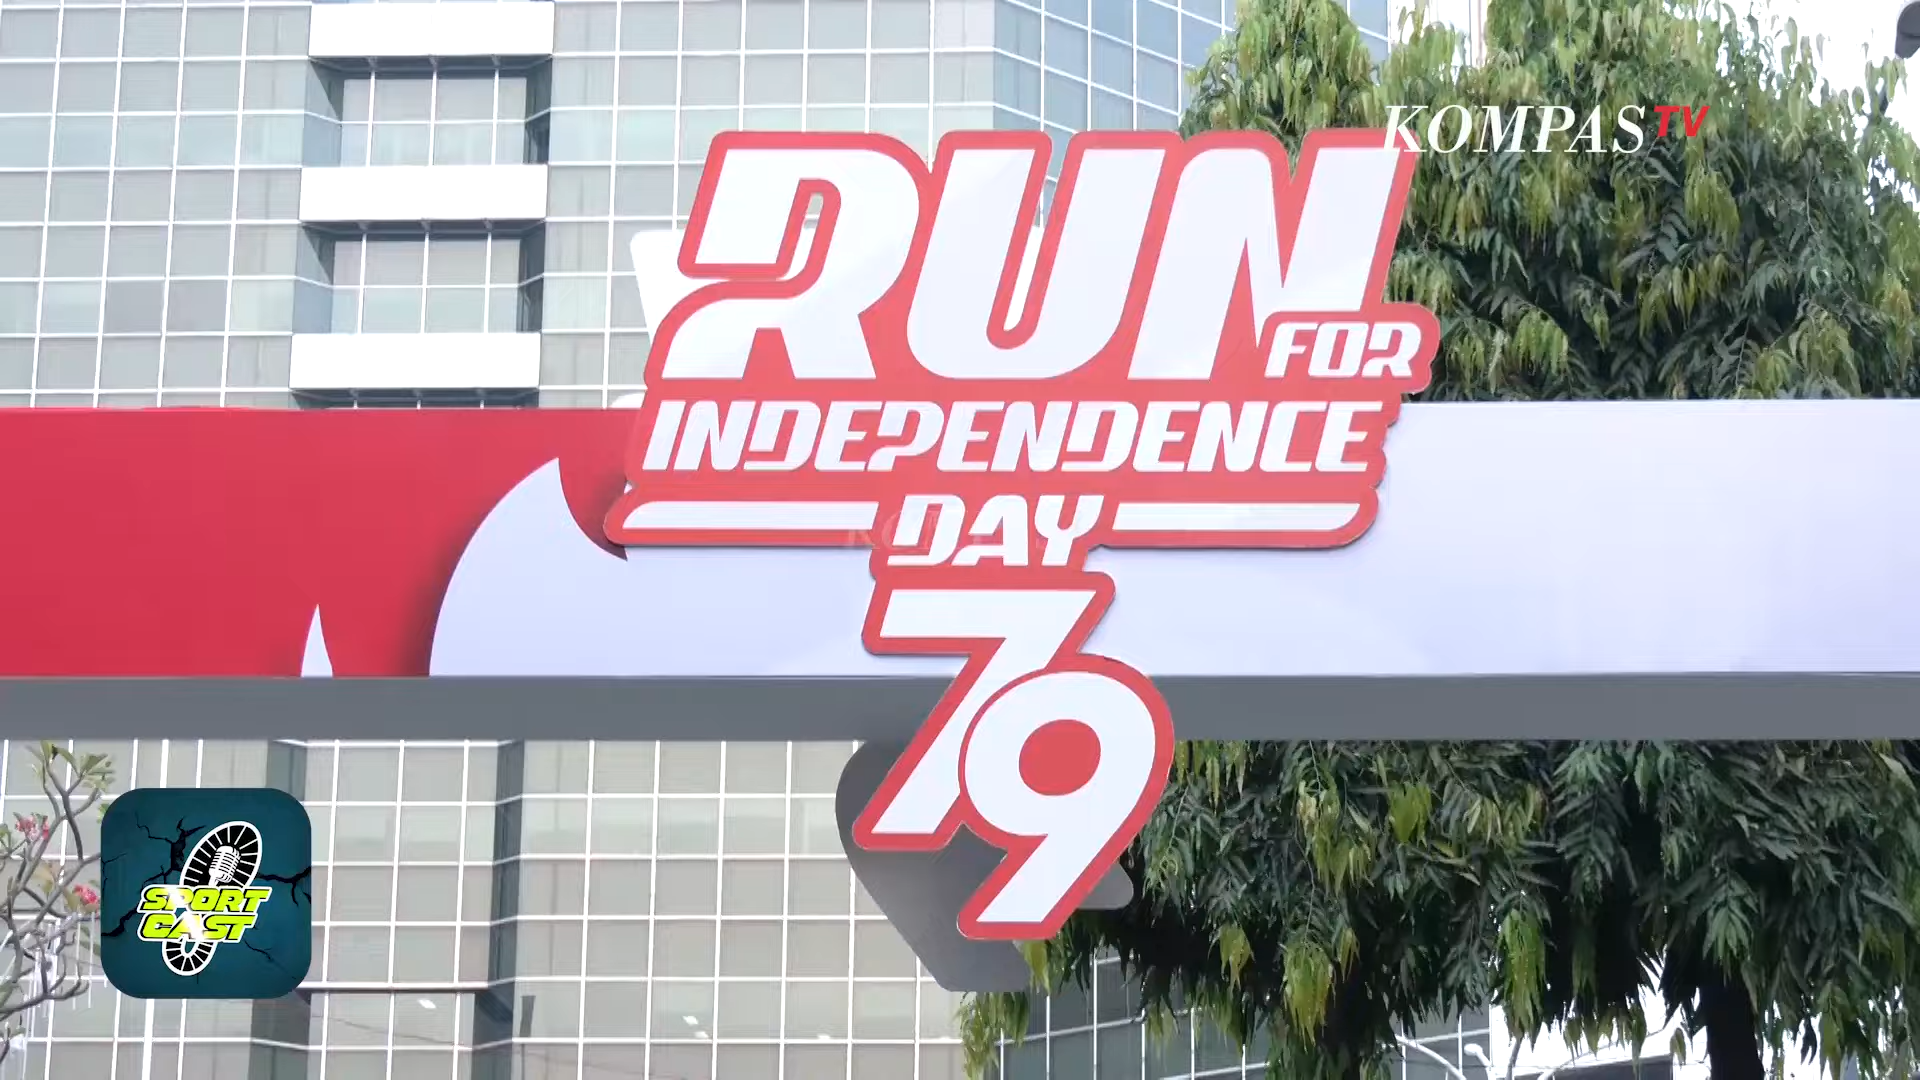 KOMPASTV
RUN
FOR
INDEPENDENCE
DAY
79
SPORT
CAST